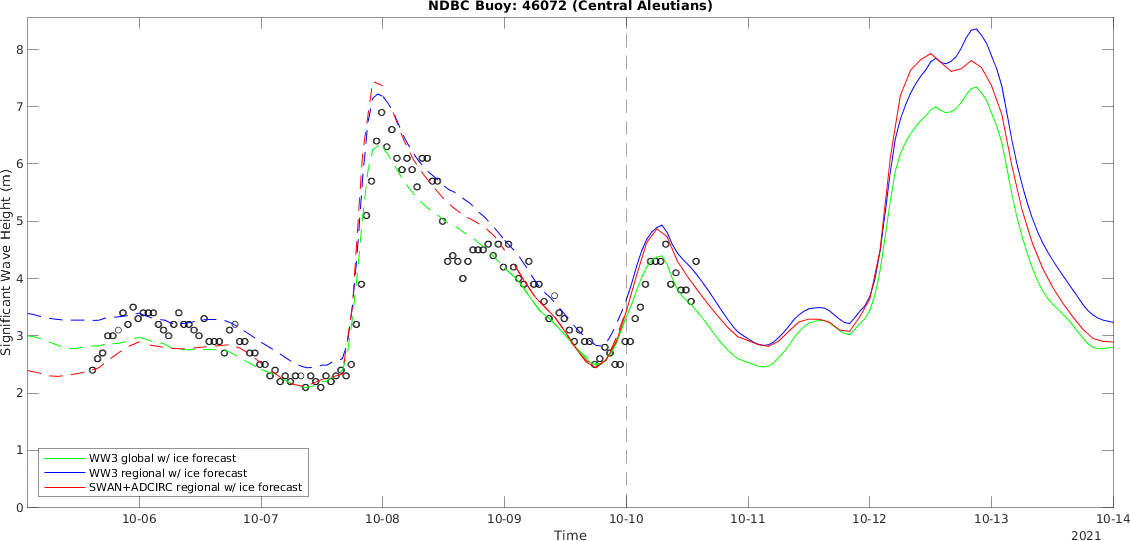 NDBC Buoy: 46072 (Central Aleutians)
Significant Wave Height (m)
8
7
6
5
4
3
2
1
0
WW3 global w/ ice forecast
WW3 regional w/ ice forecast
SWAN+ADCIRC regional w/ ice forecast
10-06 10-07 10-08 10-09 10-10 10-11 10-12 10-13 10-14
Time
2021